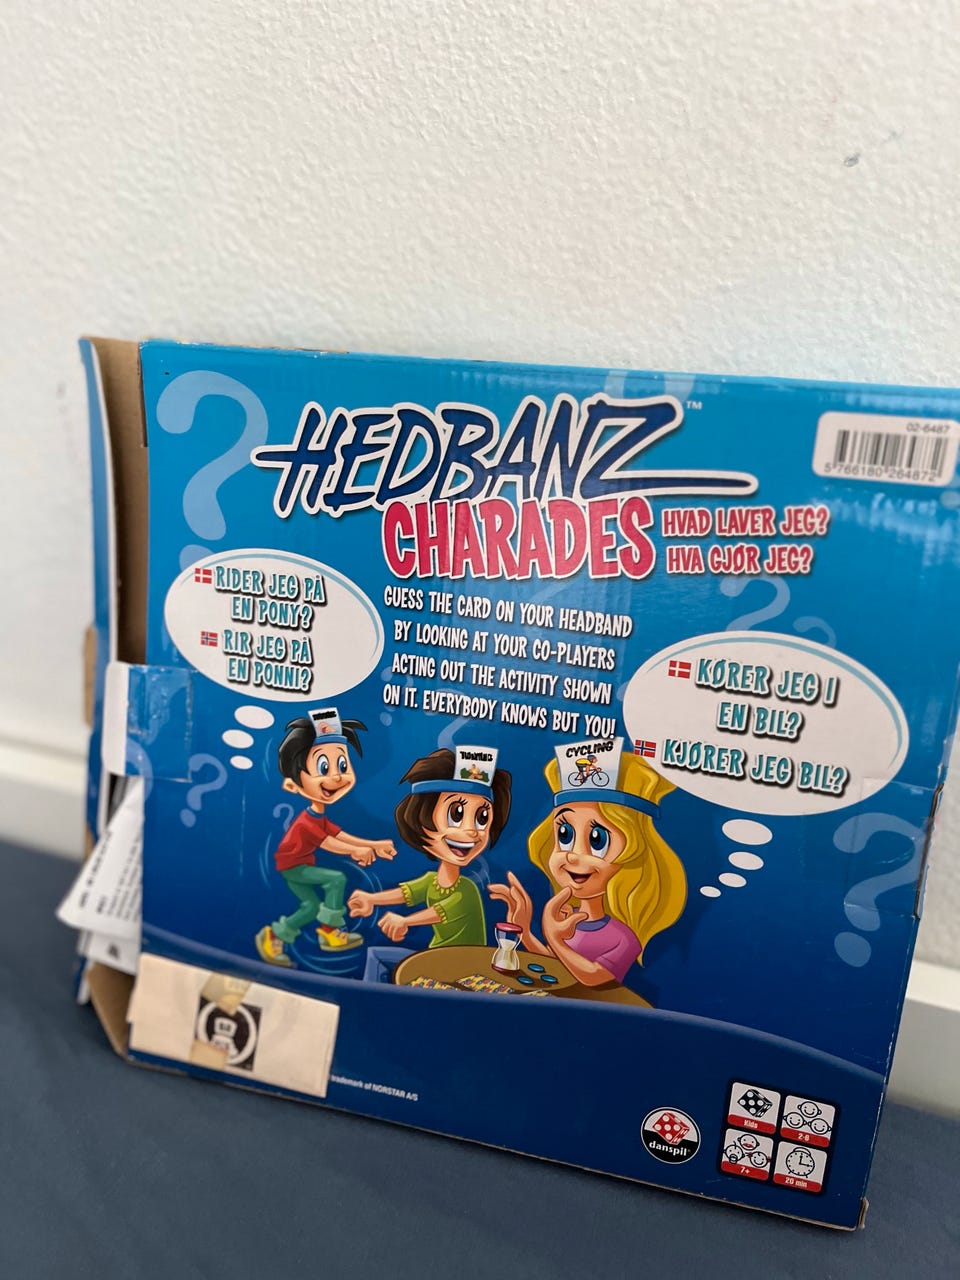 HEDBANZ™
CHARADES
HVAD LAVER JEG?
HVA GJØR JEG?
02-6487
5 766180 264872
RIDER JEG PÅ
EN PONY?
RIR JEG PÅ
EN PONNI?
GUESS THE CARD ON YOUR HEADBAND
BY LOOKING AT YOUR CO-PLAYERS
ACTING OUT THE ACTIVITY SHOWN
ON IT. EVERYBODY KNOWS BUT YOU!
KØRER JEG I
EN BIL?
KJØRER JEG BIL?
CYCLING
trademark of NORSTAR A/S
danspil
Kids
2-6
7+
20 min